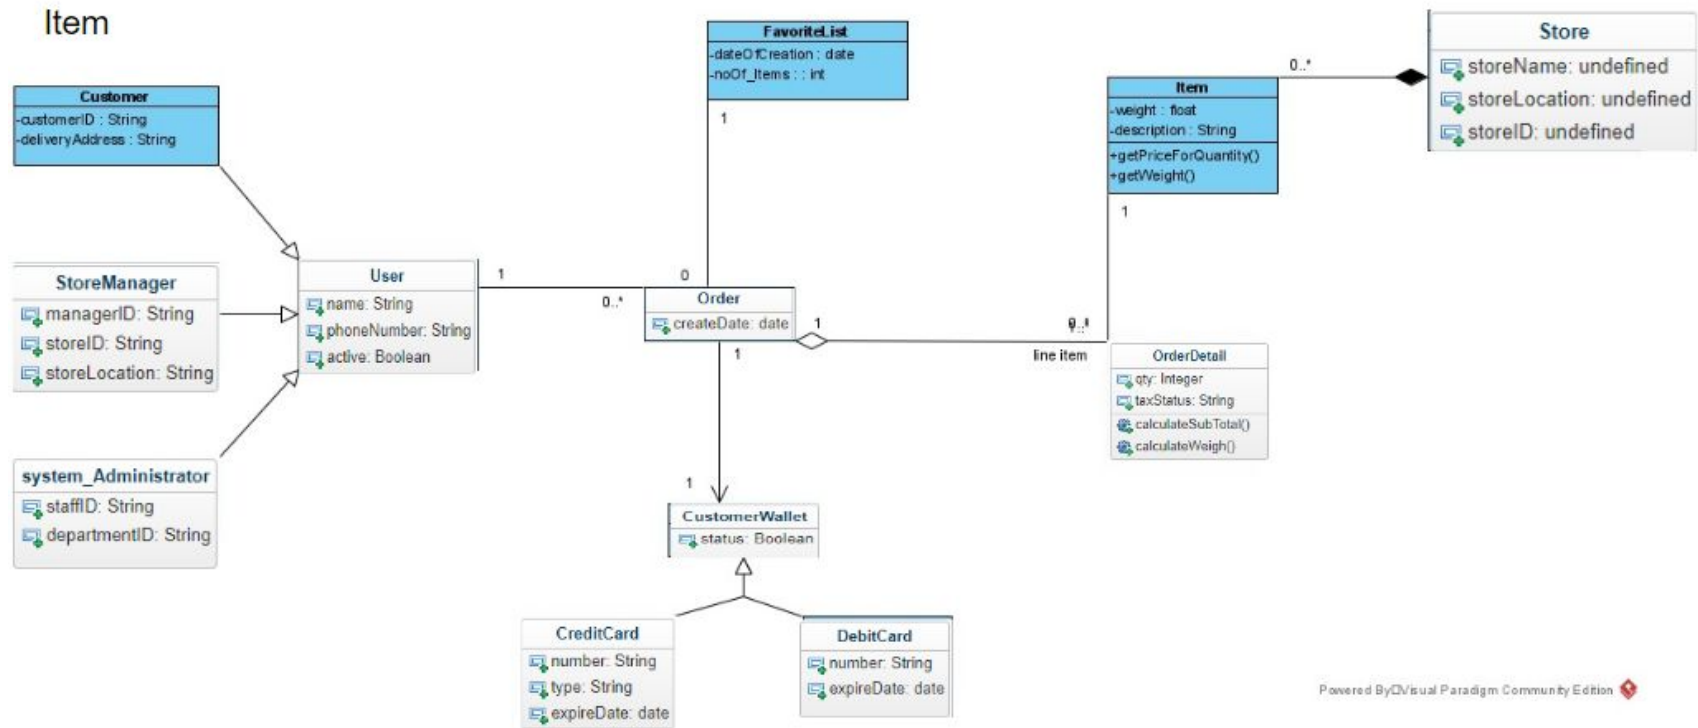 Item
Customer
-customerID : String
-deliveryAddress : String
FavoriteList
-dateOfCreation : date
-noOf_Items : : int
1
Item
-weight : float
-description : String
+getPriceForQuantity()
+getWeight()
1
0..*
Store
storeName: undefined
storeLocation: undefined
storeID: undefined
StoreManager
managerID: String
storeID: String
storeLocation: String
User
name: String
phoneNumber: String
active: Boolean
1
0..*
0
Order
createDate: date
1
1
line item
OrderDetail
qty: Integer
taxStatus: String
calculateSubTotal()
calculateWeigh()
system_Administrator
staffID: String
departmentID: String
1
CustomerWallet
status: Boolean
CreditCard
number: String
type: String
expireDate: date
DebitCard
number: String
expireDate: date
Powered By Visual Paradigm Community Edition